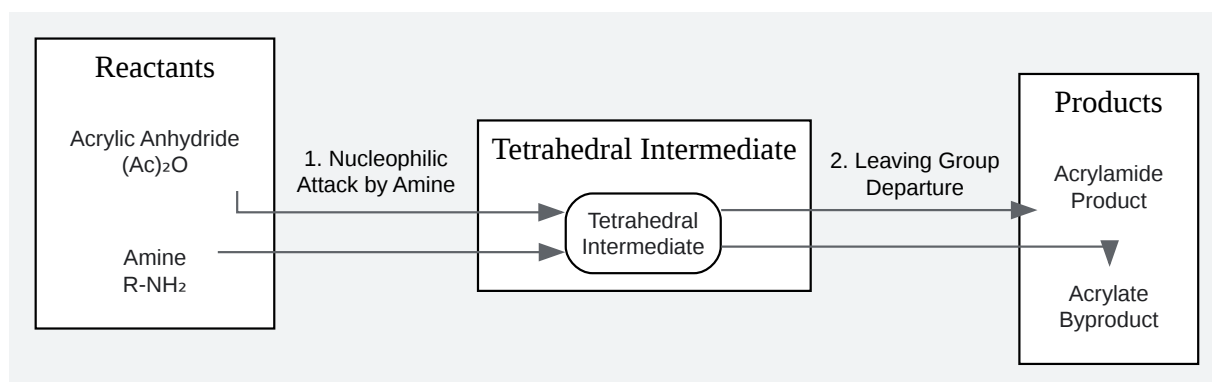 Reactants
Acrylic Anhydride
(Ac)₂O
Amine
R-NH₂
1. Nucleophilic
Attack by Amine
Tetrahedral Intermediate
Tetrahedral
Intermediate
2. Leaving Group
Departure
Products
Acrylamide
Product
Acrylate
Byproduct